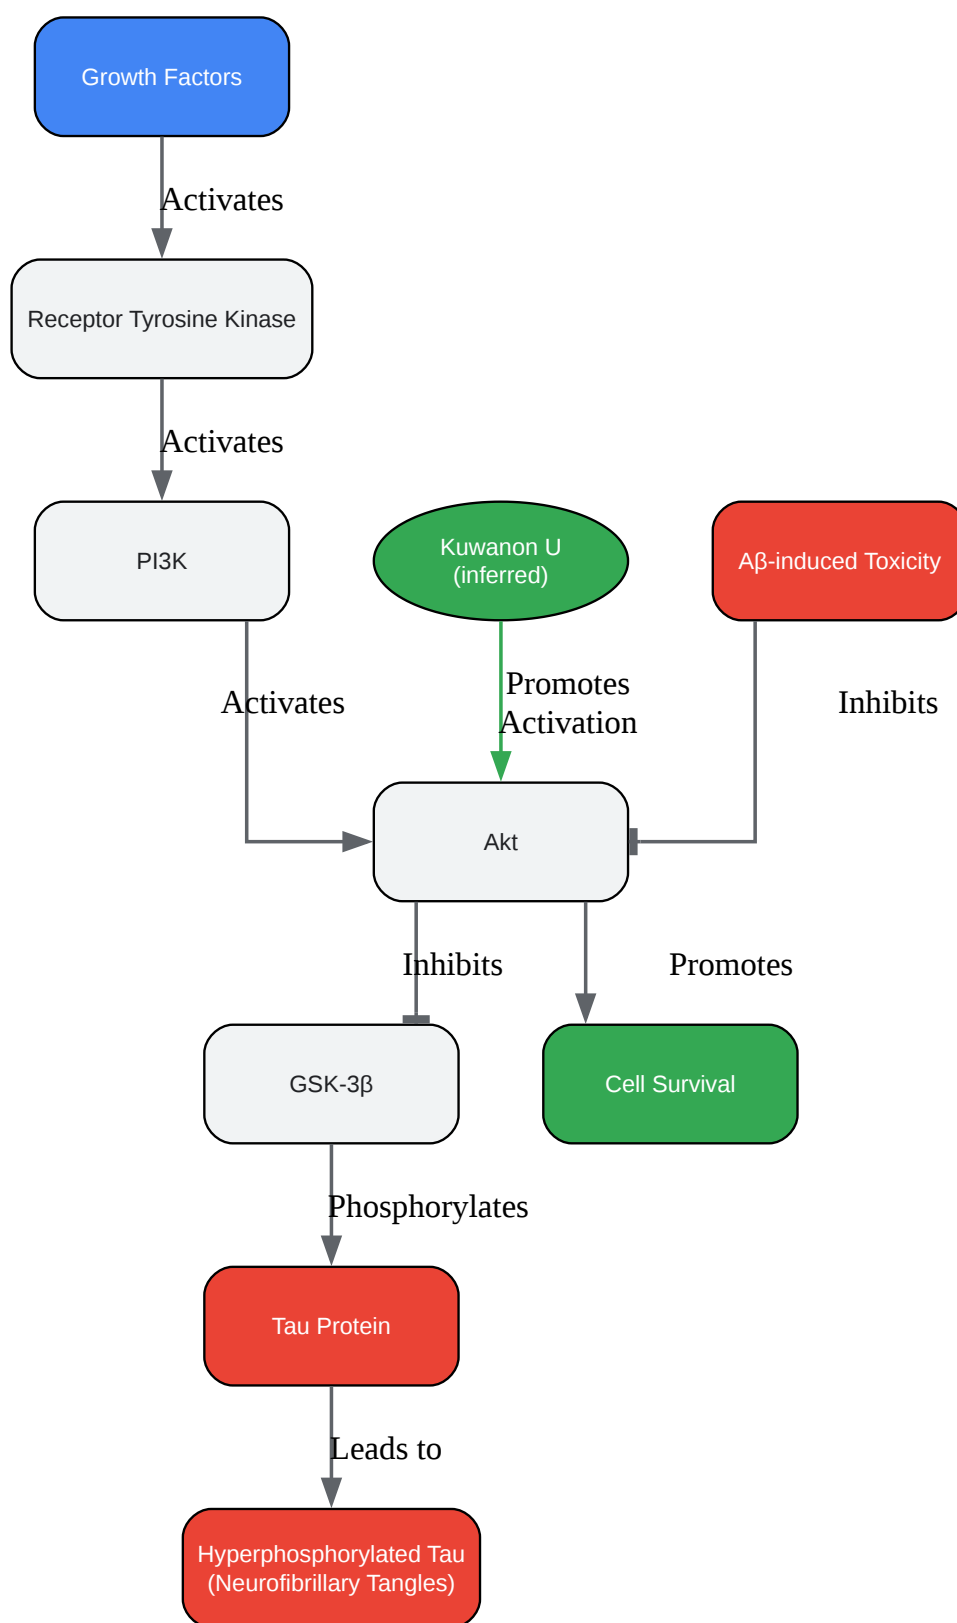 Growth Factors
Activates
Receptor Tyrosine Kinase
Activates
PI3K
Kuwanon U
(inferred)
Aβ-induced Toxicity
Activates
Promotes
Activation
Inhibits
Akt
Inhibits
Promotes
GSK-3β
Cell Survival
Phosphorylates
Tau Protein
Leads to
Hyperphosphorylated Tau
(Neurofibrillary Tangles)